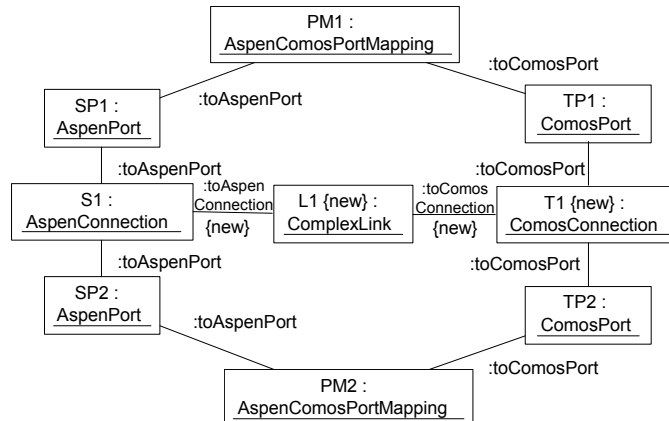 PM1 :
AspenComosPortMapping
:toComosPort
:toAspenPort
SP1 :
AspenPort
TP1 :
ComosPort
:toAspenPort
:toComosPort
S1 :
AspenConnection
:toAspen
Connection
{new}
L1 {new} :
ComplexLink
:toComos
Connection
{new}
T1 {new} :
ComosConnection
:toAspenPort
:toComosPort
SP2 :
AspenPort
TP2 :
ComosPort
:toAspenPort
:toComosPort
PM2 :
AspenComosPortMapping